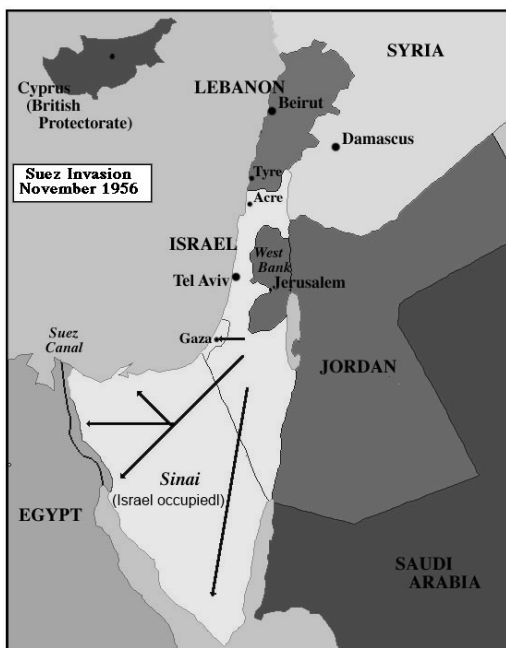 SYRIA
Cyprus
(British
Protectorate)
LEBANON
Beirut
Damascus
Suez Invasion
November 1956
Tyre
Acre
ISRAEL
West
Bank
Tel Aviv
Jerusalem
Gaza
Suez
Canal
JORDAN
Sinai
(Israel occupiedl)
EGYPT
SAUDI
ARABIA